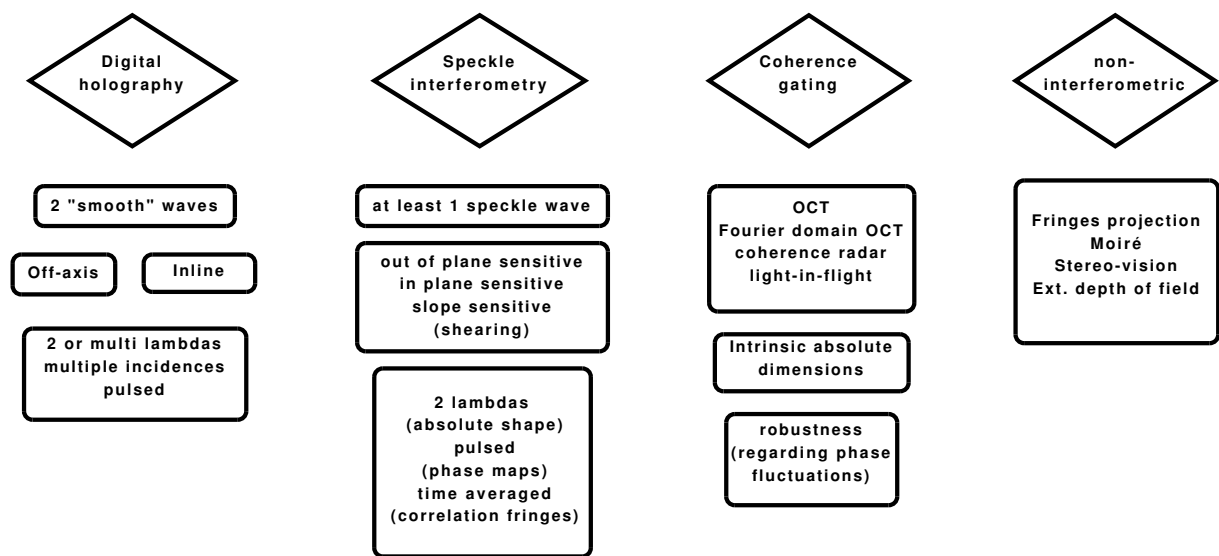 Digital
holography
2 "smooth" waves
Off-axis
Inline
2 or multi lambdas
multiple incidences
pulsed
Speckle
interferometry
at least 1 speckle wave
out of plane sensitive
in plane sensitive
slope sensitive
(shearing)
2 lambdas
(absolute shape)
pulsed
(phase maps)
time averaged
(correlation fringes)
Coherence
gating
OCT
Fourier domain OCT
coherence radar
light-in-flight
Intrinsic absolute
dimensions
robustness
(regarding phase
fluctuations)
non-
interferometric
Fringes projection
Moiré
Stereo-vision
Ext. depth of field